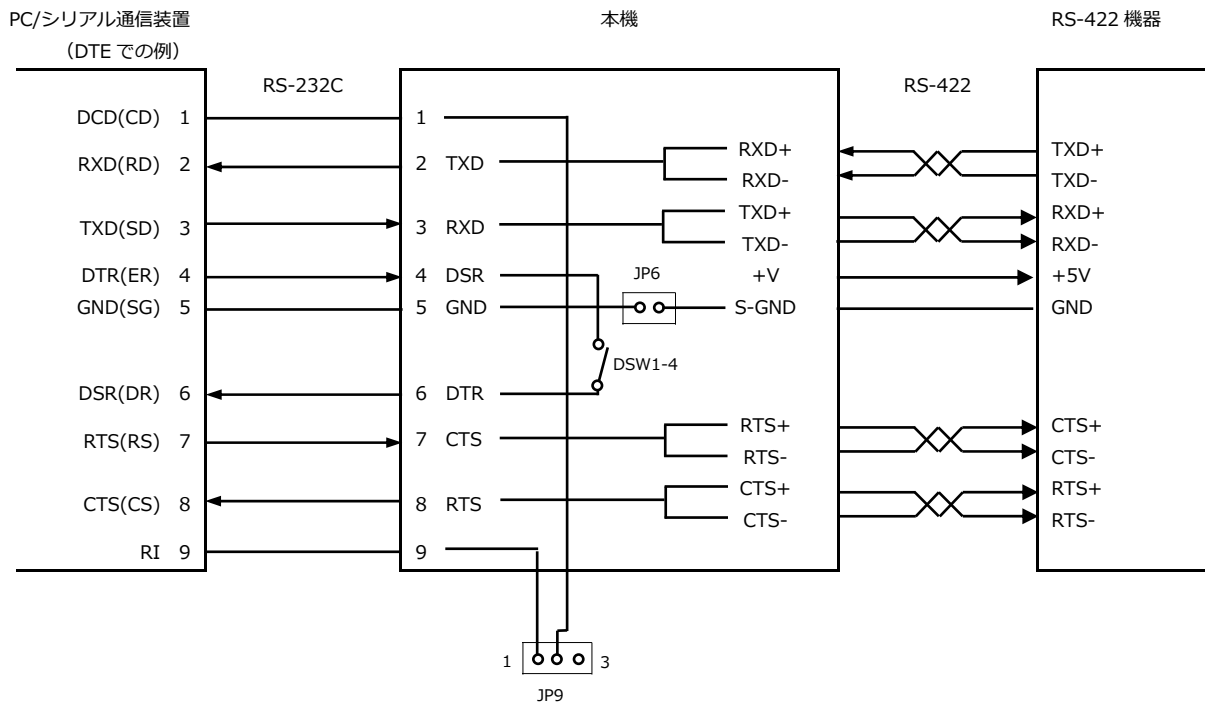 PC/シリアル通信装置
（DTE での例）
本機
RS-422 機器
RS-232C
RS-422
DCD(CD) 1
RXD(RD) 2
TXD(SD) 3
DTR(ER) 4
GND(SG) 5
DSR(DR) 6
RTS(RS) 7
CTS(CS) 8
RI 9
1
2 TXD
3 RXD
4 DSR
5 GND
6 DTR
7 CTS
8 RTS
9
JP6
DSW1-4
RXD+
RXD-
TXD+
TXD-
+V
S-GND
RTS+
RTS-
CTS+
CTS-
TXD+
TXD-
RXD+
RXD-
+5V
GND
CTS+
CTS-
RTS+
RTS-
1 3
JP9